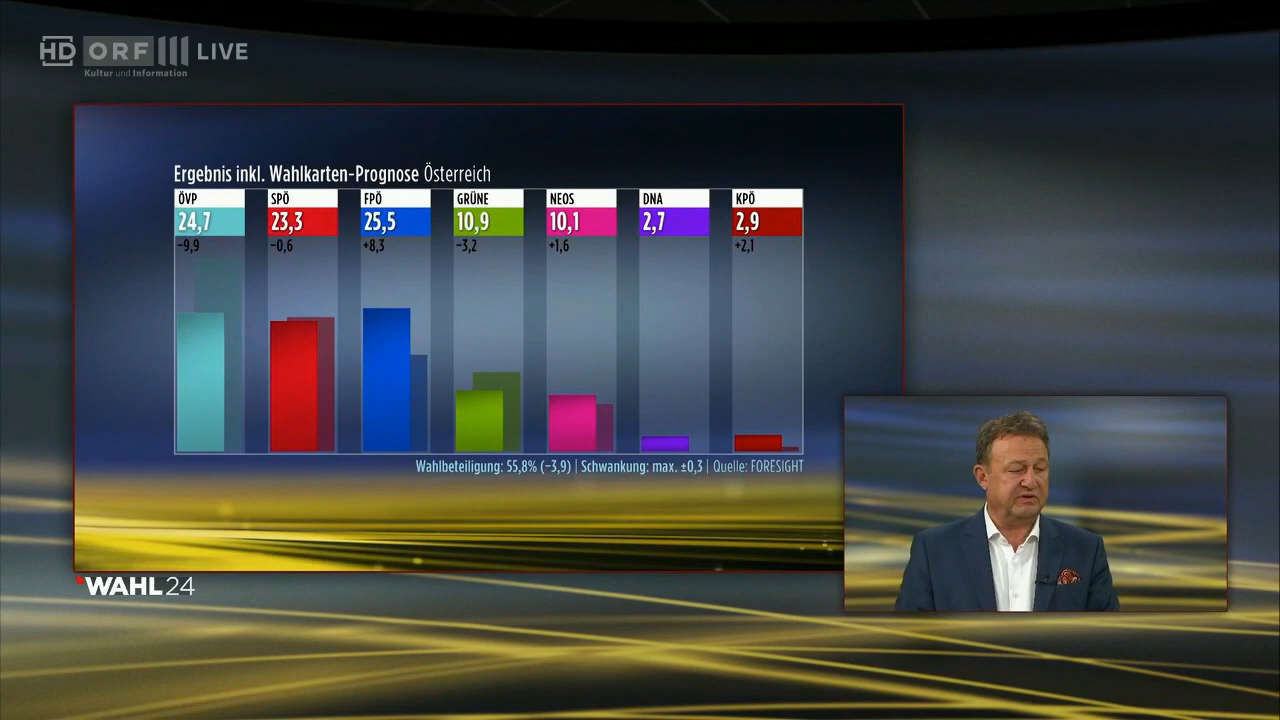 HD ORF III LIVE
Kultur und Information
Ergebnis inkl. Wahlkarten-Prognose Österreich
ÖVP SPÖ FPÖ GRÜNE NEOS DNA KPÖ
24,7 23,3 25,5 10,9 10,1 2,7 2,9
−9,9 −0,6 +8,3 −3,2 +1,6 +2,1
Wahlbeteiligung: 55,8% (−3,9) | Schwankung: max. ±0,3 | Quelle: FORESIGHT
WAHL24